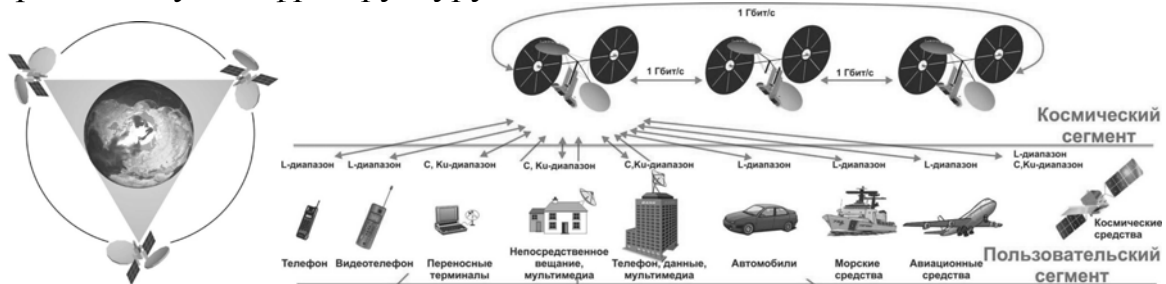 1 Гбит/с
1 Гбит/с
1 Гбит/с
Космический
сегмент
L-диапазон
L-диапазон
C, Ku-диапазон
C, Ku-диапазон
C,Ku-диапазон
L-диапазон
L-диапазон
L-диапазон
L-диапазон
C,Ku-диапазон
Телефон
Видеотелефон
Переносные
терминалы
Непосредственное
вещание,
мультимедиа
Телефон, данные,
мультимедиа
Автомобили
Морские
средства
Авиационные
средства
Космические
средства
Пользовательский
сегмент